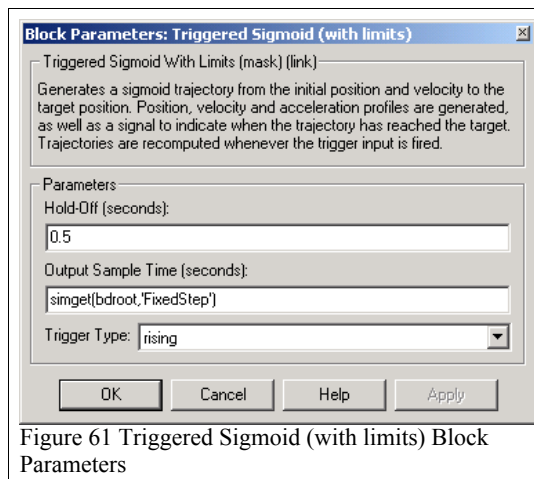 Block Parameters: Triggered Sigmoid (with limits)
Triggered Sigmoid With Limits (mask) (link)
Generates a sigmoid trajectory from the initial position and velocity to the
target position. Position, velocity and acceleration profiles are generated,
as well as a signal to indicate when the trajectory has reached the target.
Trajectories are recomputed whenever the trigger input is fired.
Parameters
Hold-Off (seconds):
0.5
Output Sample Time (seconds):
simget(bdroot,'FixedStep')
Trigger Type: rising
OK Cancel Help Apply
Figure 61 Triggered Sigmoid (with limits) Block
Parameters